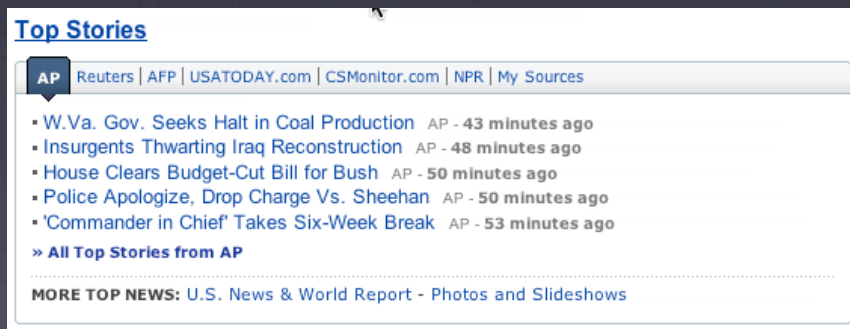 Top Stories
AP Reuters | AFP | USATODAY.com | CSMonitor.com | NPR | My Sources
▪ W.Va. Gov. Seeks Halt in Coal Production AP - 43 minutes ago
▪ Insurgents Thwarting Iraq Reconstruction AP - 48 minutes ago
▪ House Clears Budget-Cut Bill for Bush AP - 50 minutes ago
▪ Police Apologize, Drop Charge Vs. Sheehan AP - 50 minutes ago
▪ 'Commander in Chief' Takes Six-Week Break AP - 53 minutes ago
» All Top Stories from AP
MORE TOP NEWS: U.S. News & World Report - Photos and Slideshows